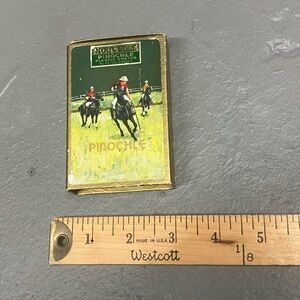 PINOCHLE
PINOCHLE
1 2 3 4 5
MADE IN U.S.A.
1/8
Westcott